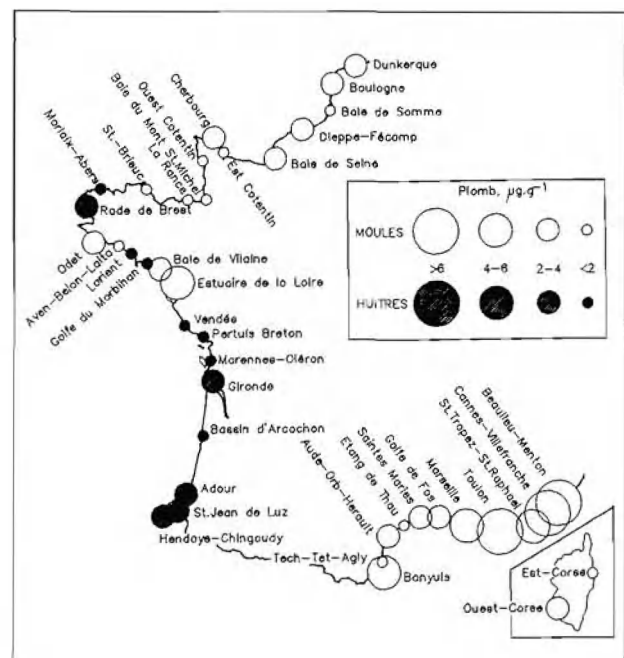 Dunkerque
Boulogne
Baie de Somme
Dieppe-Fécamp
Baie de Seine
Est Cotentin
Cherbourg
Ouest Cotentin
Baie du Mont St.Michel
La Rance
St.-Brieuc
Morlaix-Abers
Rade de Brest
Odet
Aven-Belon-Laita
Lorient
Golfe du Morbihan
Baie de Vilaine
Estuaire de la Loire
Vendée
Pertuis Breton
Marennes-Oléron
Gironde
Bassin d'Arcachon
Adour
St.Jean de Luz
Hendaye-Chingoudy
Tech-Tet-Agly
Banyuls
Aude-Orb-Herault
Etang de Thau
Saintes Maries
Golfe de Fos
Marseille
Toulon
St.Tropez-St.Raphael
Cannes-Villefranche
Beaulieu-Menton
Est-Corse
Ouest-Corse
Plomb, µg.g⁻¹
MOULES
>6 4-6 2-4 <2
HUITRES